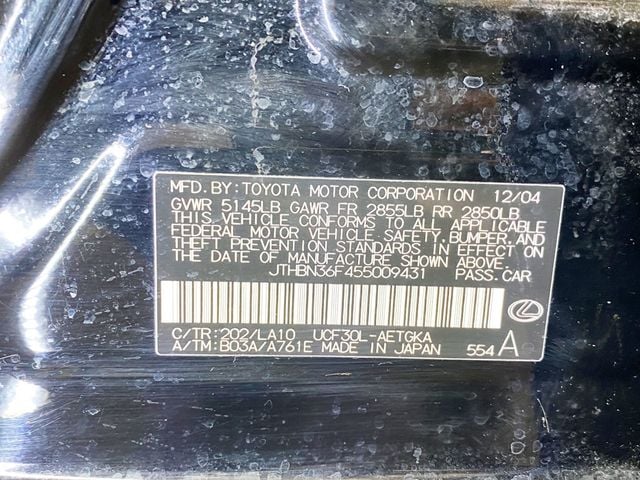 MFD.BY:TOYOTA MOTOR CORPORATION 12/04
GVWR 5145LB GAWR FR 2855LB RR 2850LB
THIS VEHICLE CONFORMS TO ALL APPLICABLE
FEDERAL MOTOR VEHICLE SAFETY, BUMPER, AND
THEFT PREVENTION STANDARDS IN EFFECT ON
THE DATE OF MANUFACTURE SHOWN ABOVE.
JTHBN36F455009431 PASS.CAR
C/TR:202/LA10 UCF30L-AETGKA
A/TM:B03A/A761E MADE IN JAPAN 554 A